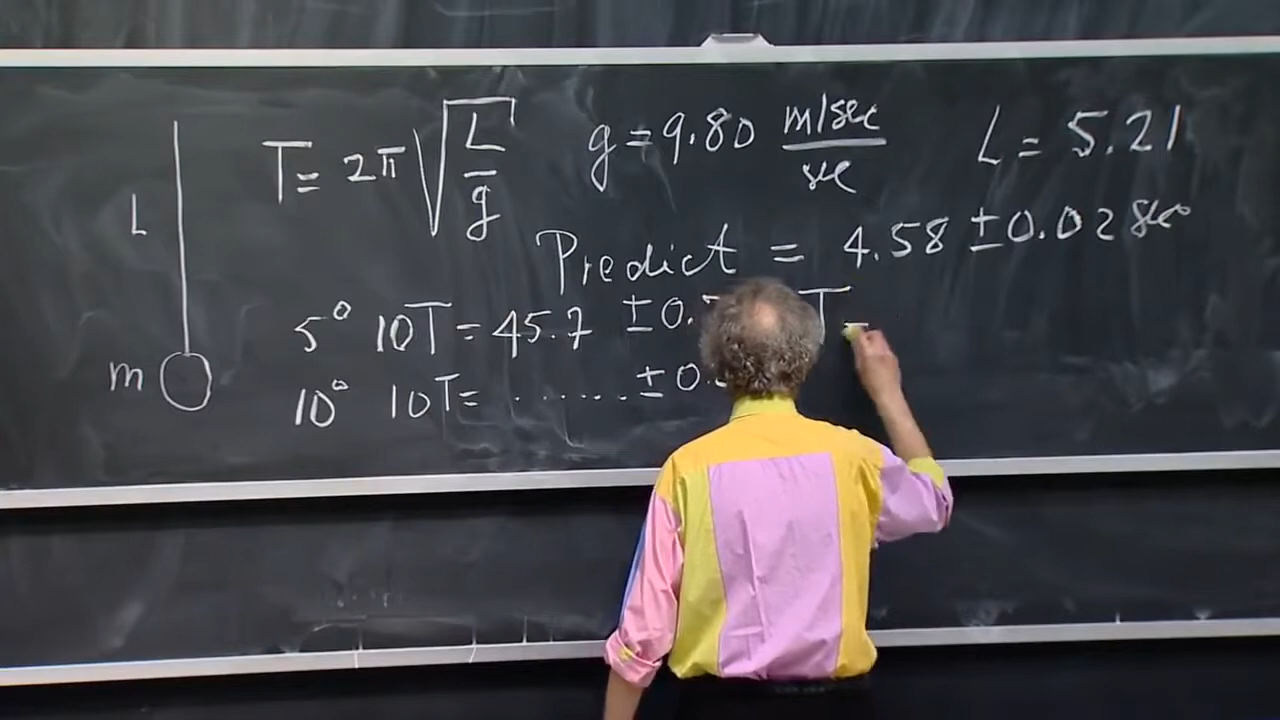 T = 2π √(L/g) g = 9.80 m/sec/sec L = 5.21
L
Predict = 4.58 ± 0.02 sec
5° 10T = 45.7 ± 0. T =
m
10° 10T = ...... ± 0.